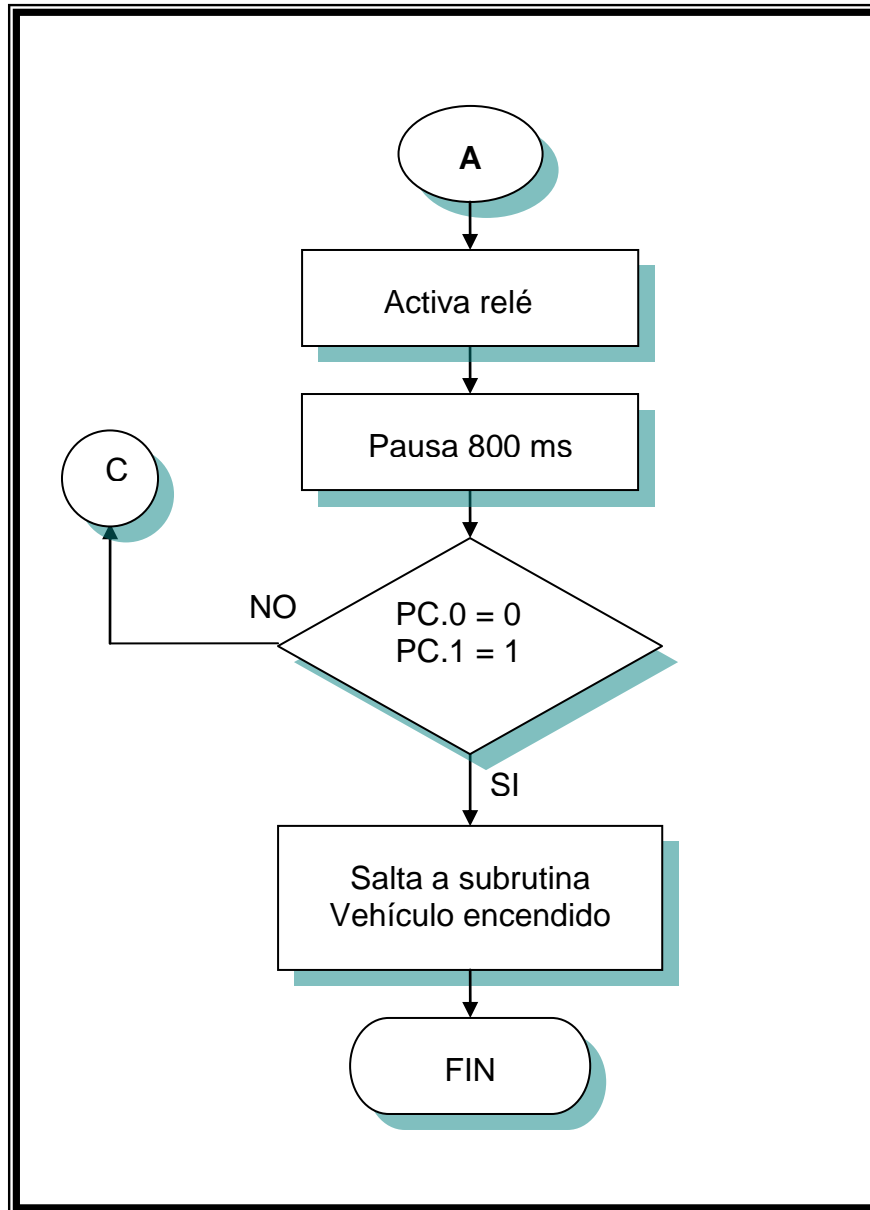 A
Activa relé
Pausa 800 ms
C
NO
PC.0 = 0
PC.1 = 1
SI
Salta a subrutina
Vehículo encendido
FIN